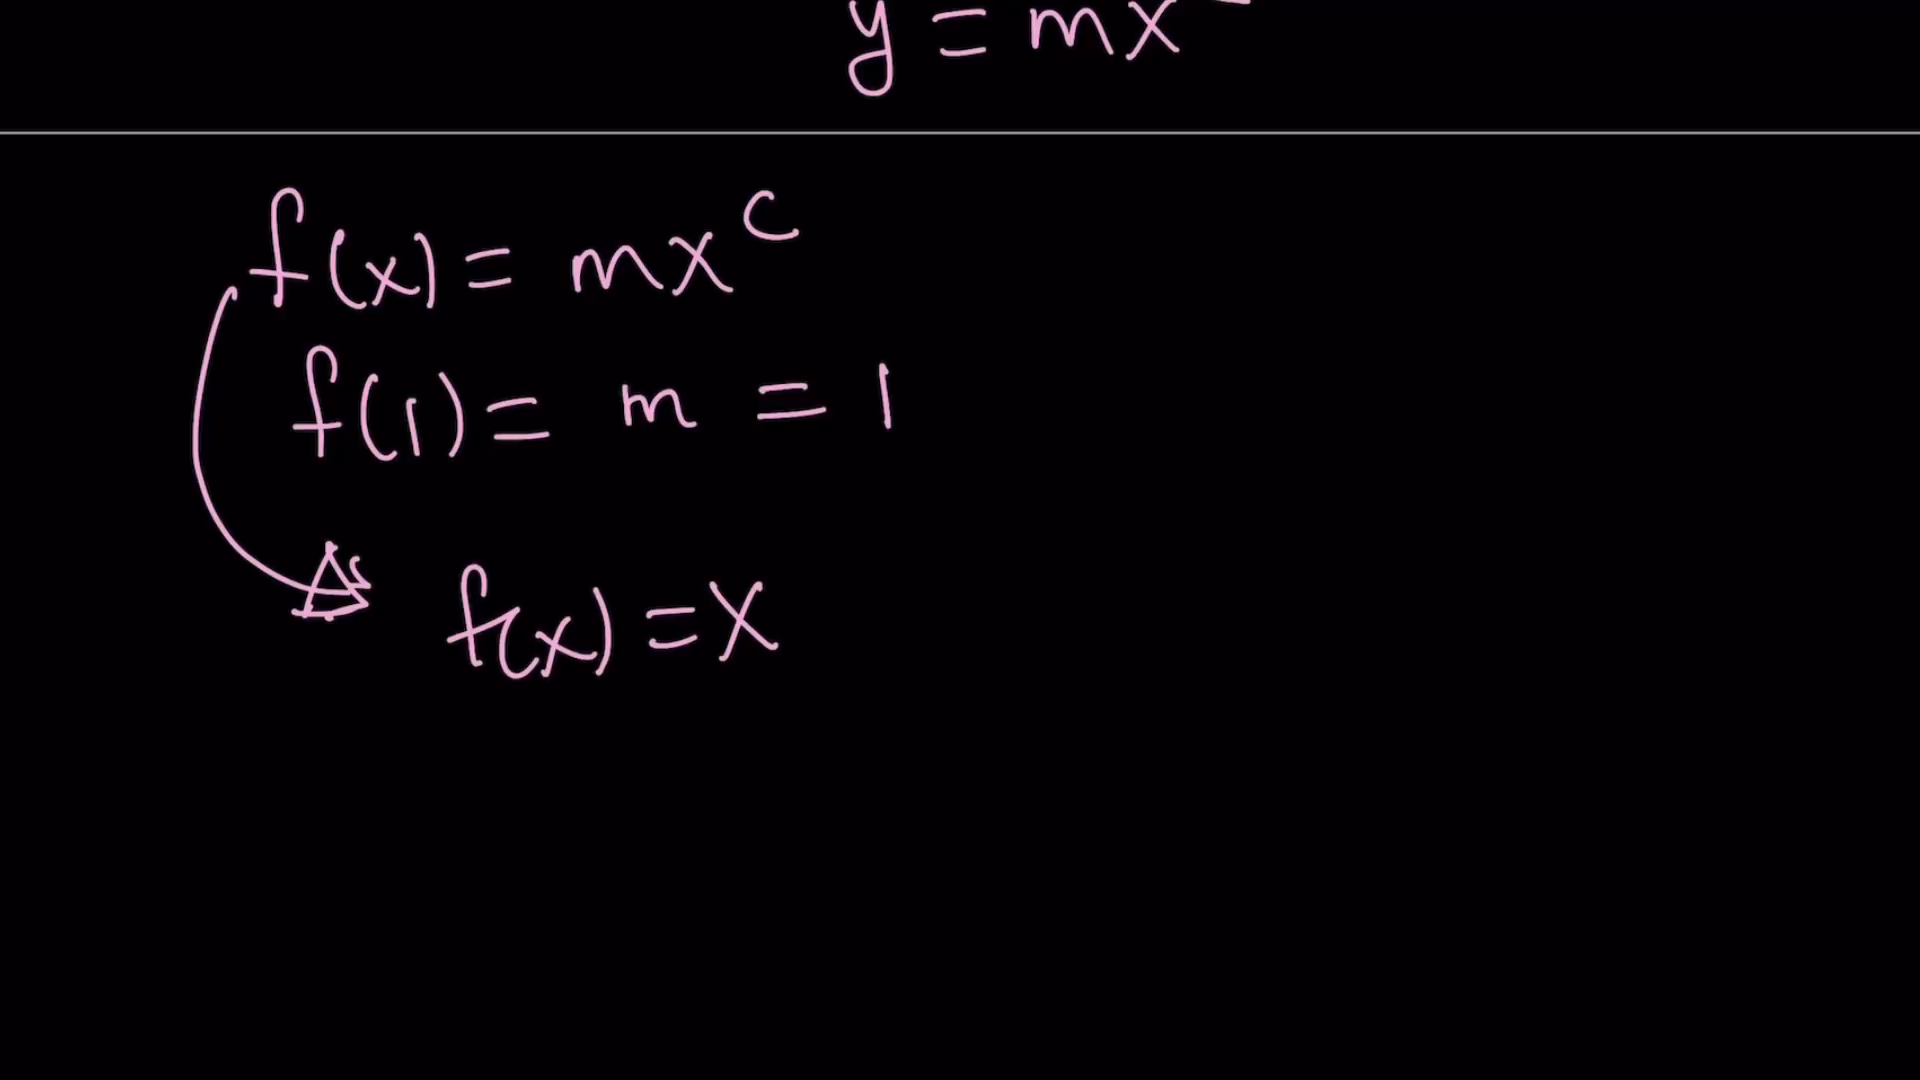 y = mx
f(x) = mx^c
f(1) = m = 1
f(x) = x